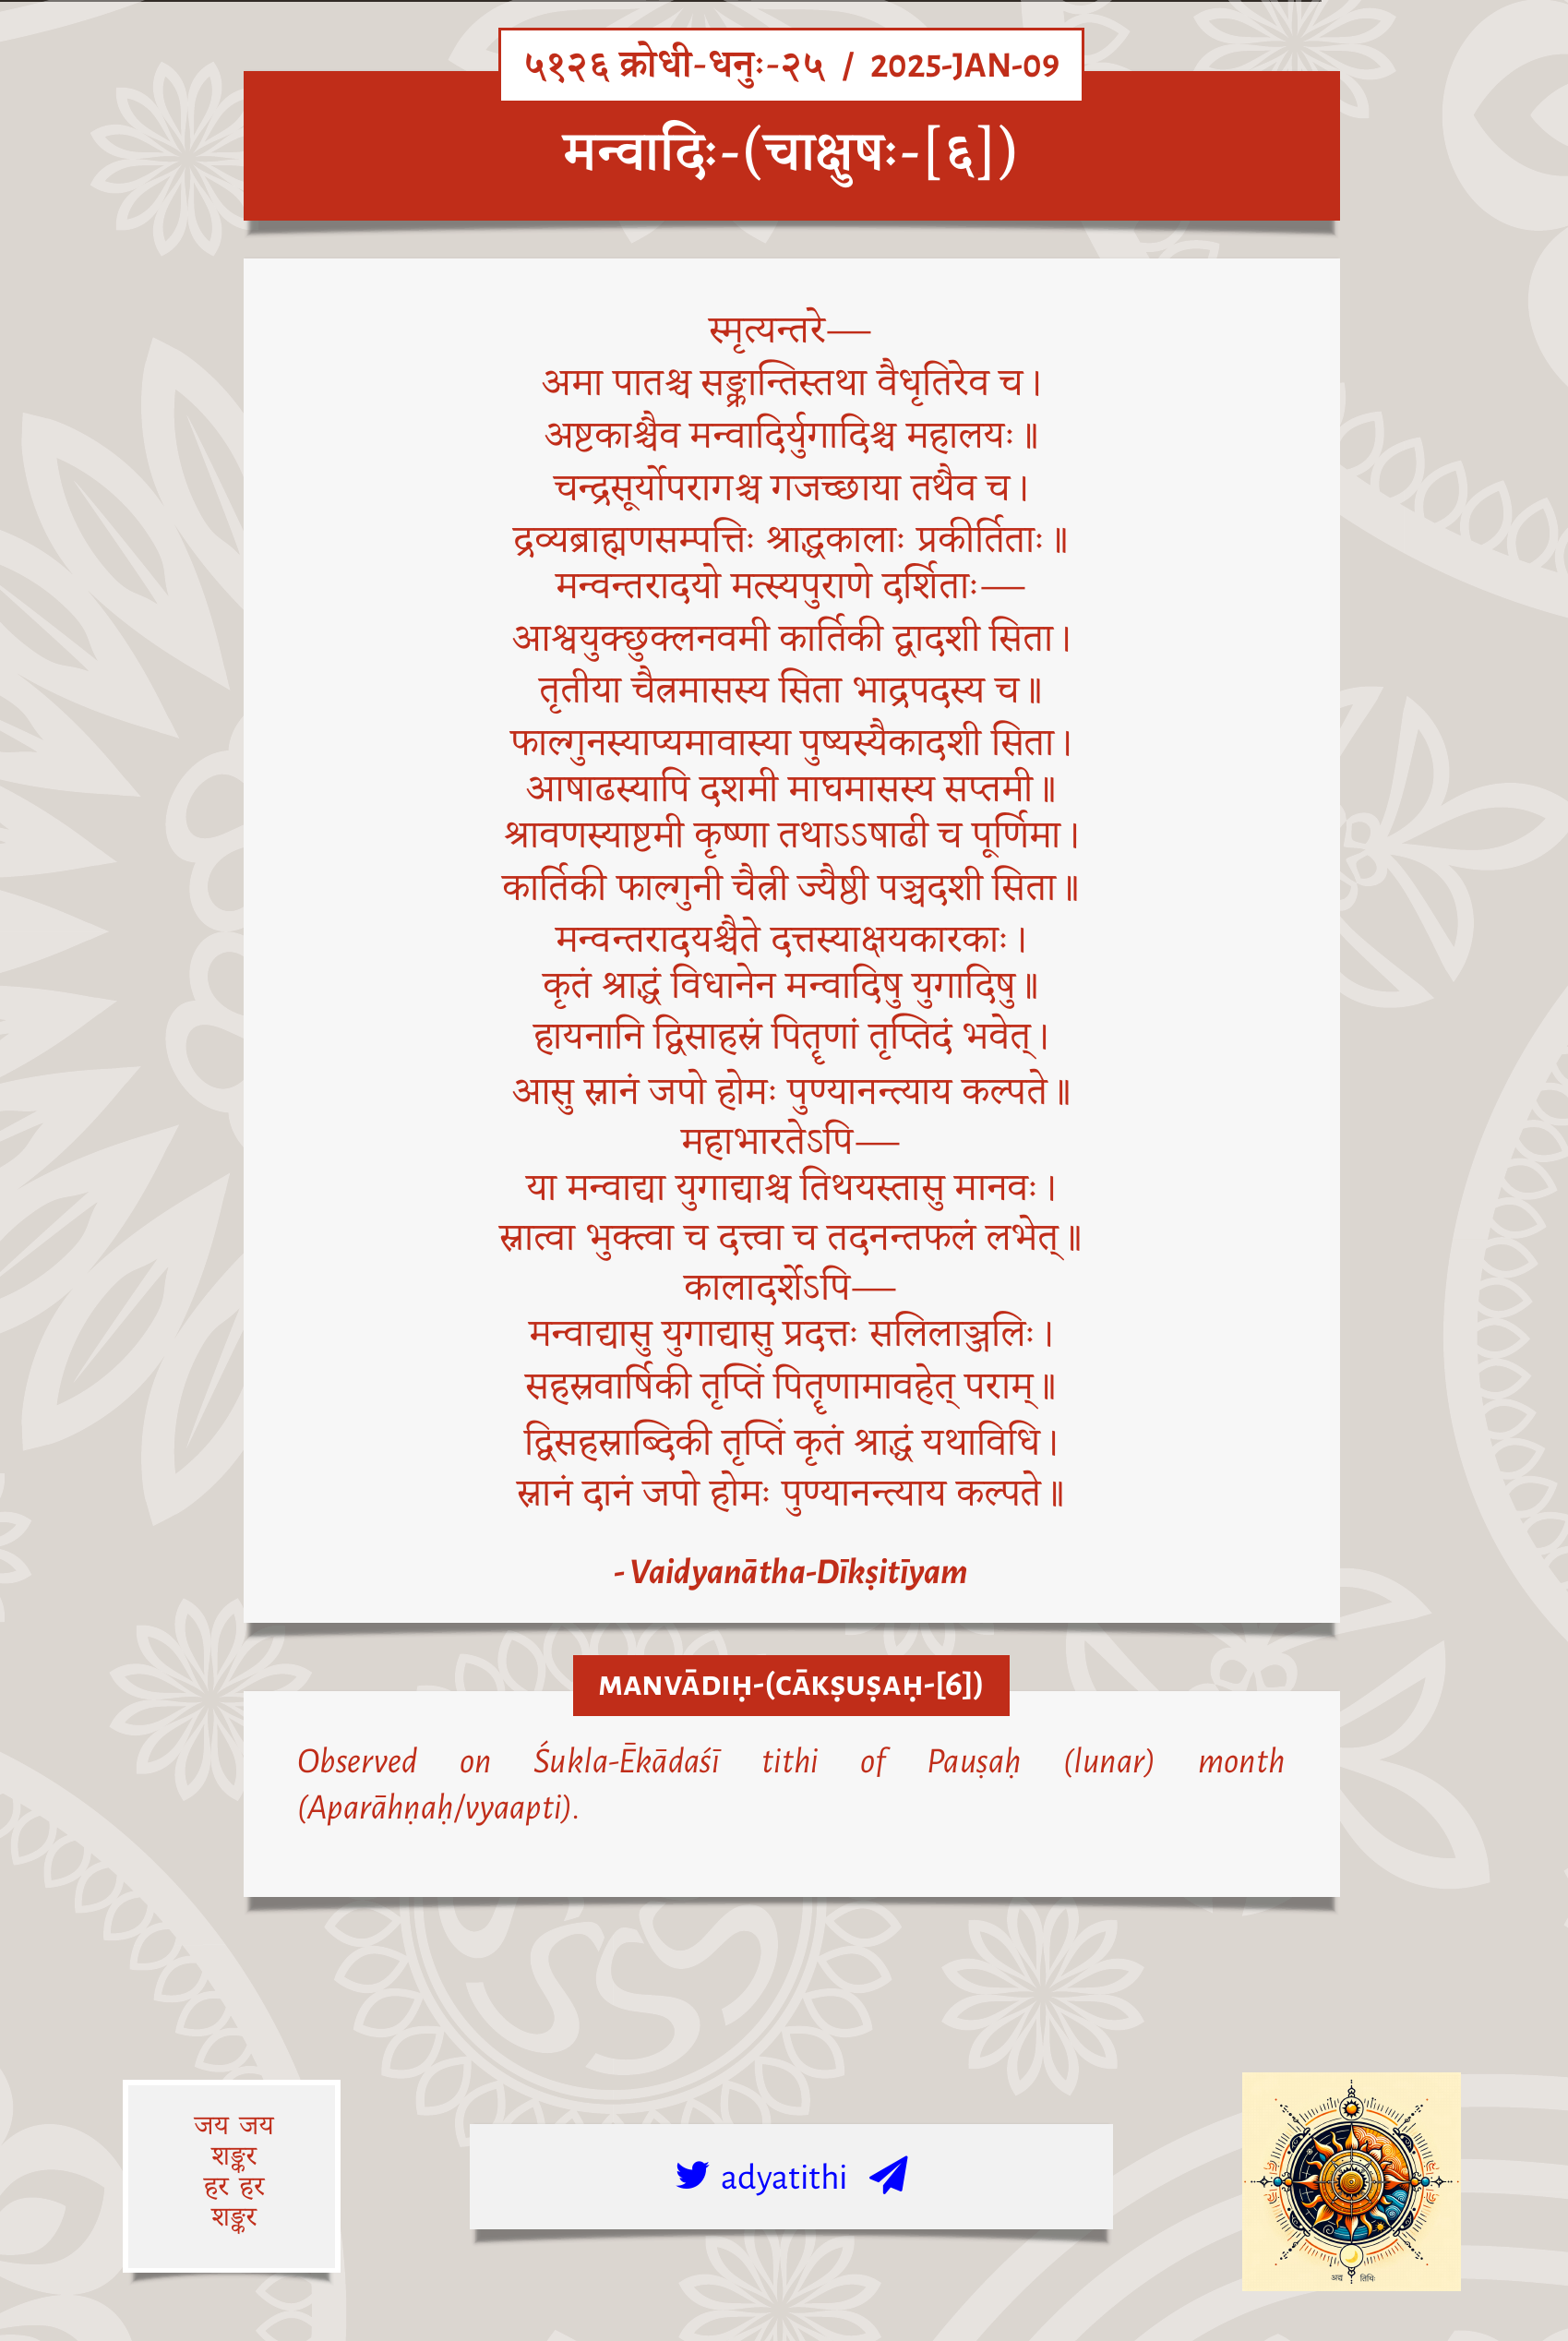 ५१२६ क्रोधी-धनुः-२५ / 2025-JAN-09
मन्वादिः-(चाक्षुषः-[६])
स्मृत्यन्तरे—
अमा पातश्च सङ्क्रान्तिस्तथा वैधृतिरेव च।
अष्टकाश्चैव मन्वादिर्युगादिश्च महालयः॥
चन्द्रसूर्योपरागश्च गजच्छाया तथैव च।
द्रव्यब्राह्मणसम्पत्तिः श्राद्धकालाः प्रकीर्तिताः॥
मन्वन्तरादयो मत्स्यपुराणे दर्शिताः—
आश्वयुक्छुक्लनवमी कार्तिकी द्वादशी सिता।
तृतीया चैत्रमासस्य सिता भाद्रपदस्य च॥
फाल्गुनस्याप्यमावास्या पुष्यस्यैकादशी सिता।
आषाढस्यापि दशमी माघमासस्य सप्तमी॥
श्रावणस्याष्टमी कृष्णा तथाऽऽषाढी च पूर्णिमा।
कार्तिकी फाल्गुनी चैत्री ज्यैष्ठी पञ्चदशी सिता॥
मन्वन्तरादयश्चैते दत्तस्याक्षयकारकाः।
कृतं श्राद्धं विधानेन मन्वादिषु युगादिषु॥
हायनानि द्विसाहस्रं पितॄणां तृप्तिदं भवेत्।
आसु स्नानं जपो होमः पुण्यानन्त्याय कल्पते॥
महाभारतेऽपि—
या मन्वाद्या युगाद्याश्च तिथयस्तासु मानवः।
स्नात्वा भुक्त्वा च दत्त्वा च तदनन्तफलं लभेत्॥
कालादर्शेऽपि—
मन्वाद्यासु युगाद्यासु प्रदत्तः सलिलाञ्जलिः।
सहस्रवार्षिकी तृप्तिं पितॄणामावहेत् पराम्॥
द्विसहस्राब्दिकी तृप्तिं कृतं श्राद्धं यथाविधि।
स्नानं दानं जपो होमः पुण्यानन्त्याय कल्पते॥
- Vaidyanātha-Dīkṣitīyam
MANVĀDIḤ-(CĀKṢUṢAḤ-[6])
Observed on Śukla-Ēkādaśī tithi of Pauṣaḥ (lunar) month
(Aparāhṇaḥ/vyaapti).
जय जय
शङ्कर
हर हर
शङ्कर
adyatithi
अद्य तिथिः